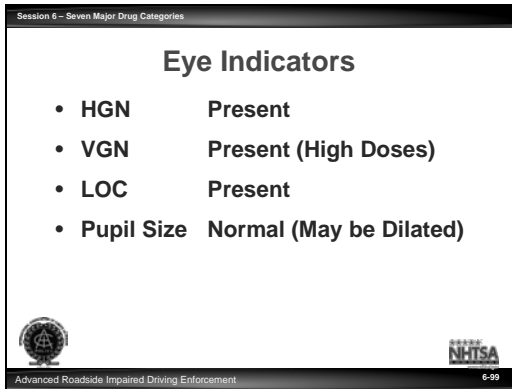 Session 6 – Seven Major Drug Categories
Eye Indicators
• HGN Present
• VGN Present (High Doses)
• LOC Present
• Pupil Size Normal (May be Dilated)
NHTSA
Advanced Roadside Impaired Driving Enforcement 6-99